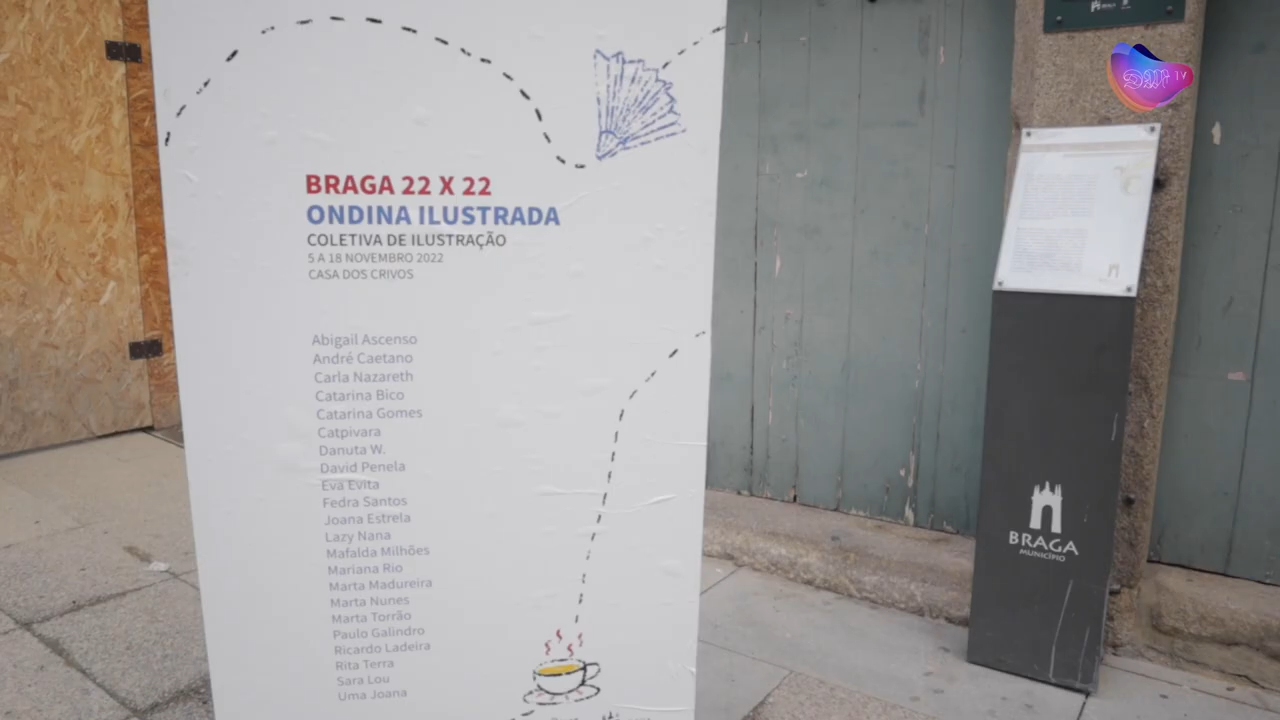 BRAGA 22 X 22
ONDINA ILUSTRADA
COLETIVA DE ILUSTRAÇÃO
5 A 18 NOVEMBRO 2022
CASA DOS CRIVOS
Abigail Ascenso
André Caetano
Carla Nazareth
Catarina Bico
Catarina Gomes
Catpivara
Danuta W.
David Penela
Eva Evita
Fedra Santos
Joana Estrela
Lazy Nana
Mafalda Milhões
Mariana Rio
Marta Madureira
Marta Nunes
Marta Torrão
Paulo Galindro
Ricardo Ladeira
Rita Terra
Sara Lou
Uma Joana
BRAGA
TV
BRAGA
MUNICÍPIO